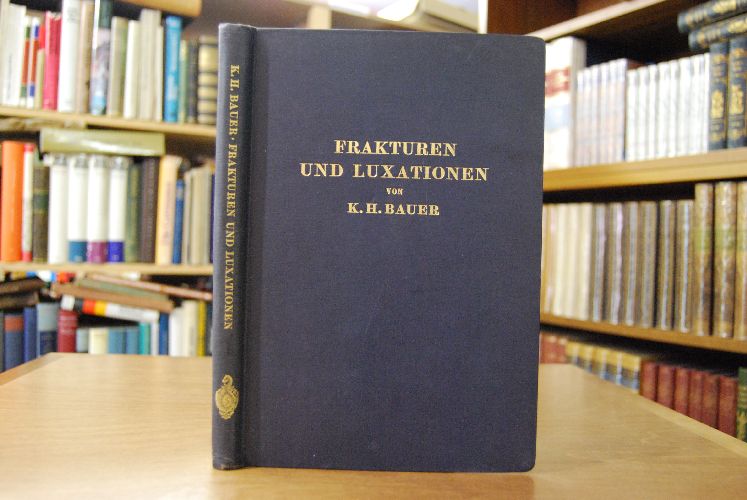 K. H. BAUER · FRAKTUREN UND LUXATIONEN
FRAKTUREN
UND LUXATIONEN
VON
K. H. BAUER